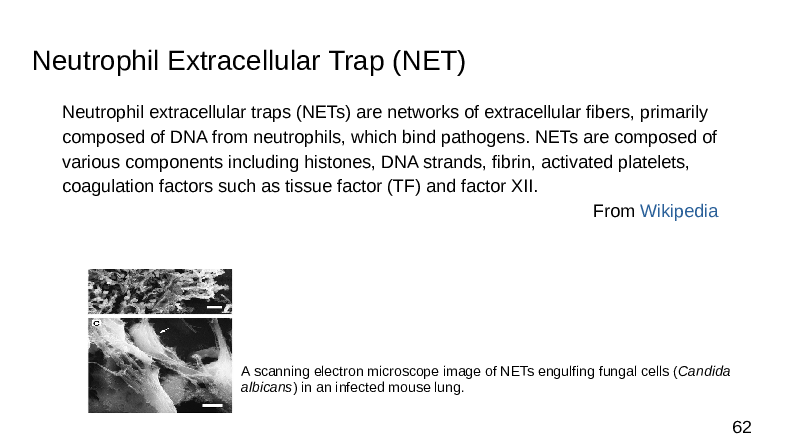 Neutrophil Extracellular Trap (NET)
Neutrophil extracellular traps (NETs) are networks of extracellular fibers, primarily
composed of DNA from neutrophils, which bind pathogens. NETs are composed of
various components including histones, DNA strands, fibrin, activated platelets,
coagulation factors such as tissue factor (TF) and factor XII.
From Wikipedia
C
A scanning electron microscope image of NETs engulfing fungal cells (Candida
albicans) in an infected mouse lung.
62